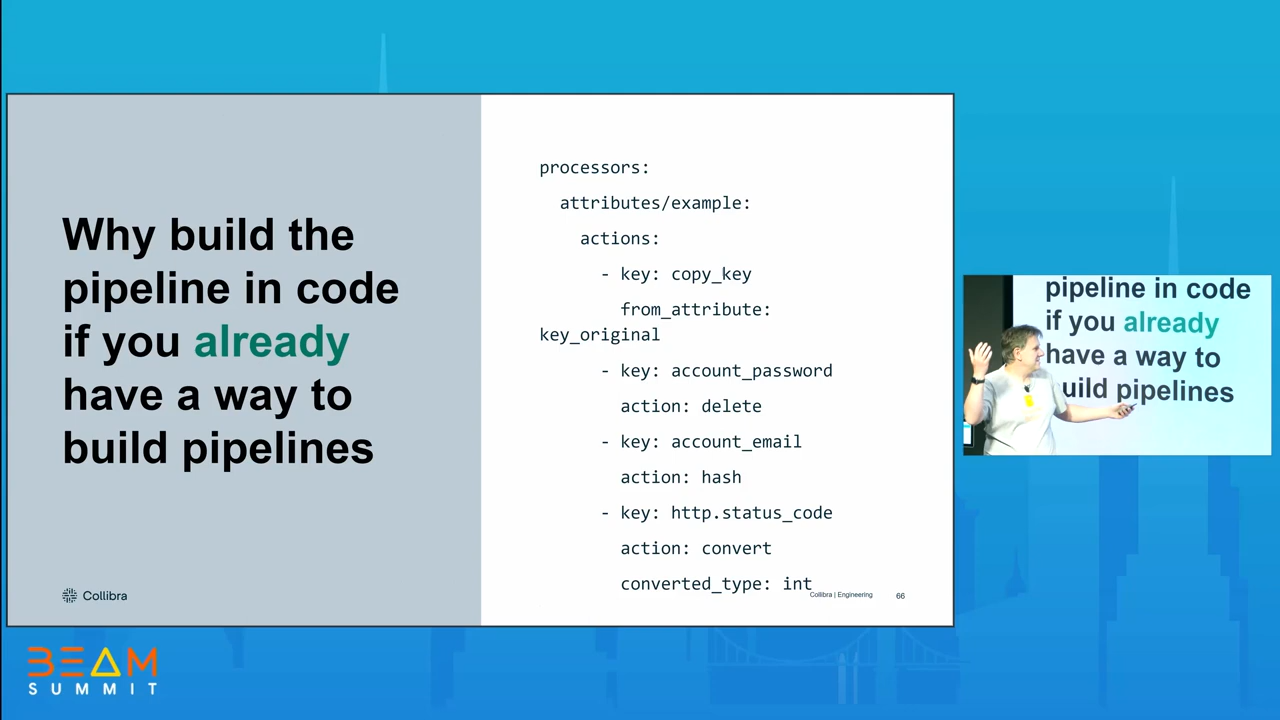 Why build the
pipeline in code
if you already
have a way to
build pipelines
processors:
attributes/example:
actions:
- key: copy_key
from_attribute:
key_original
- key: account_password
action: delete
- key: account_email
action: hash
- key: http.status_code
action: convert
converted_type: int
Collibra
Collibra | Engineering
66
pipeline in code
if you already
have a way to
uild pipelines
BEAM
SUMMIT